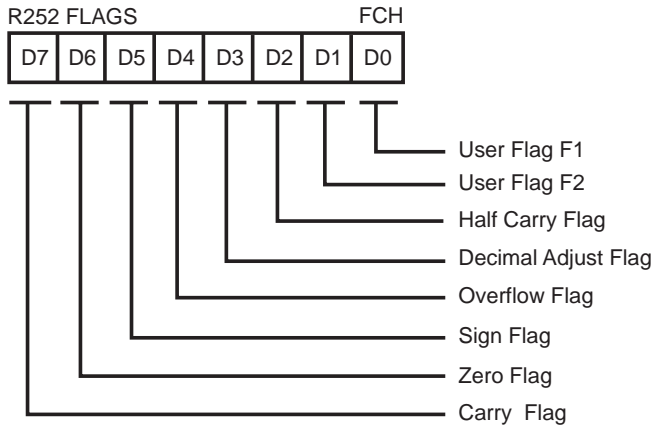 R252 FLAGS FCH
D7 D6 D5 D4 D3 D2 D1 D0
User Flag F1
User Flag F2
Half Carry Flag
Decimal Adjust Flag
Overflow Flag
Sign Flag
Zero Flag
Carry Flag